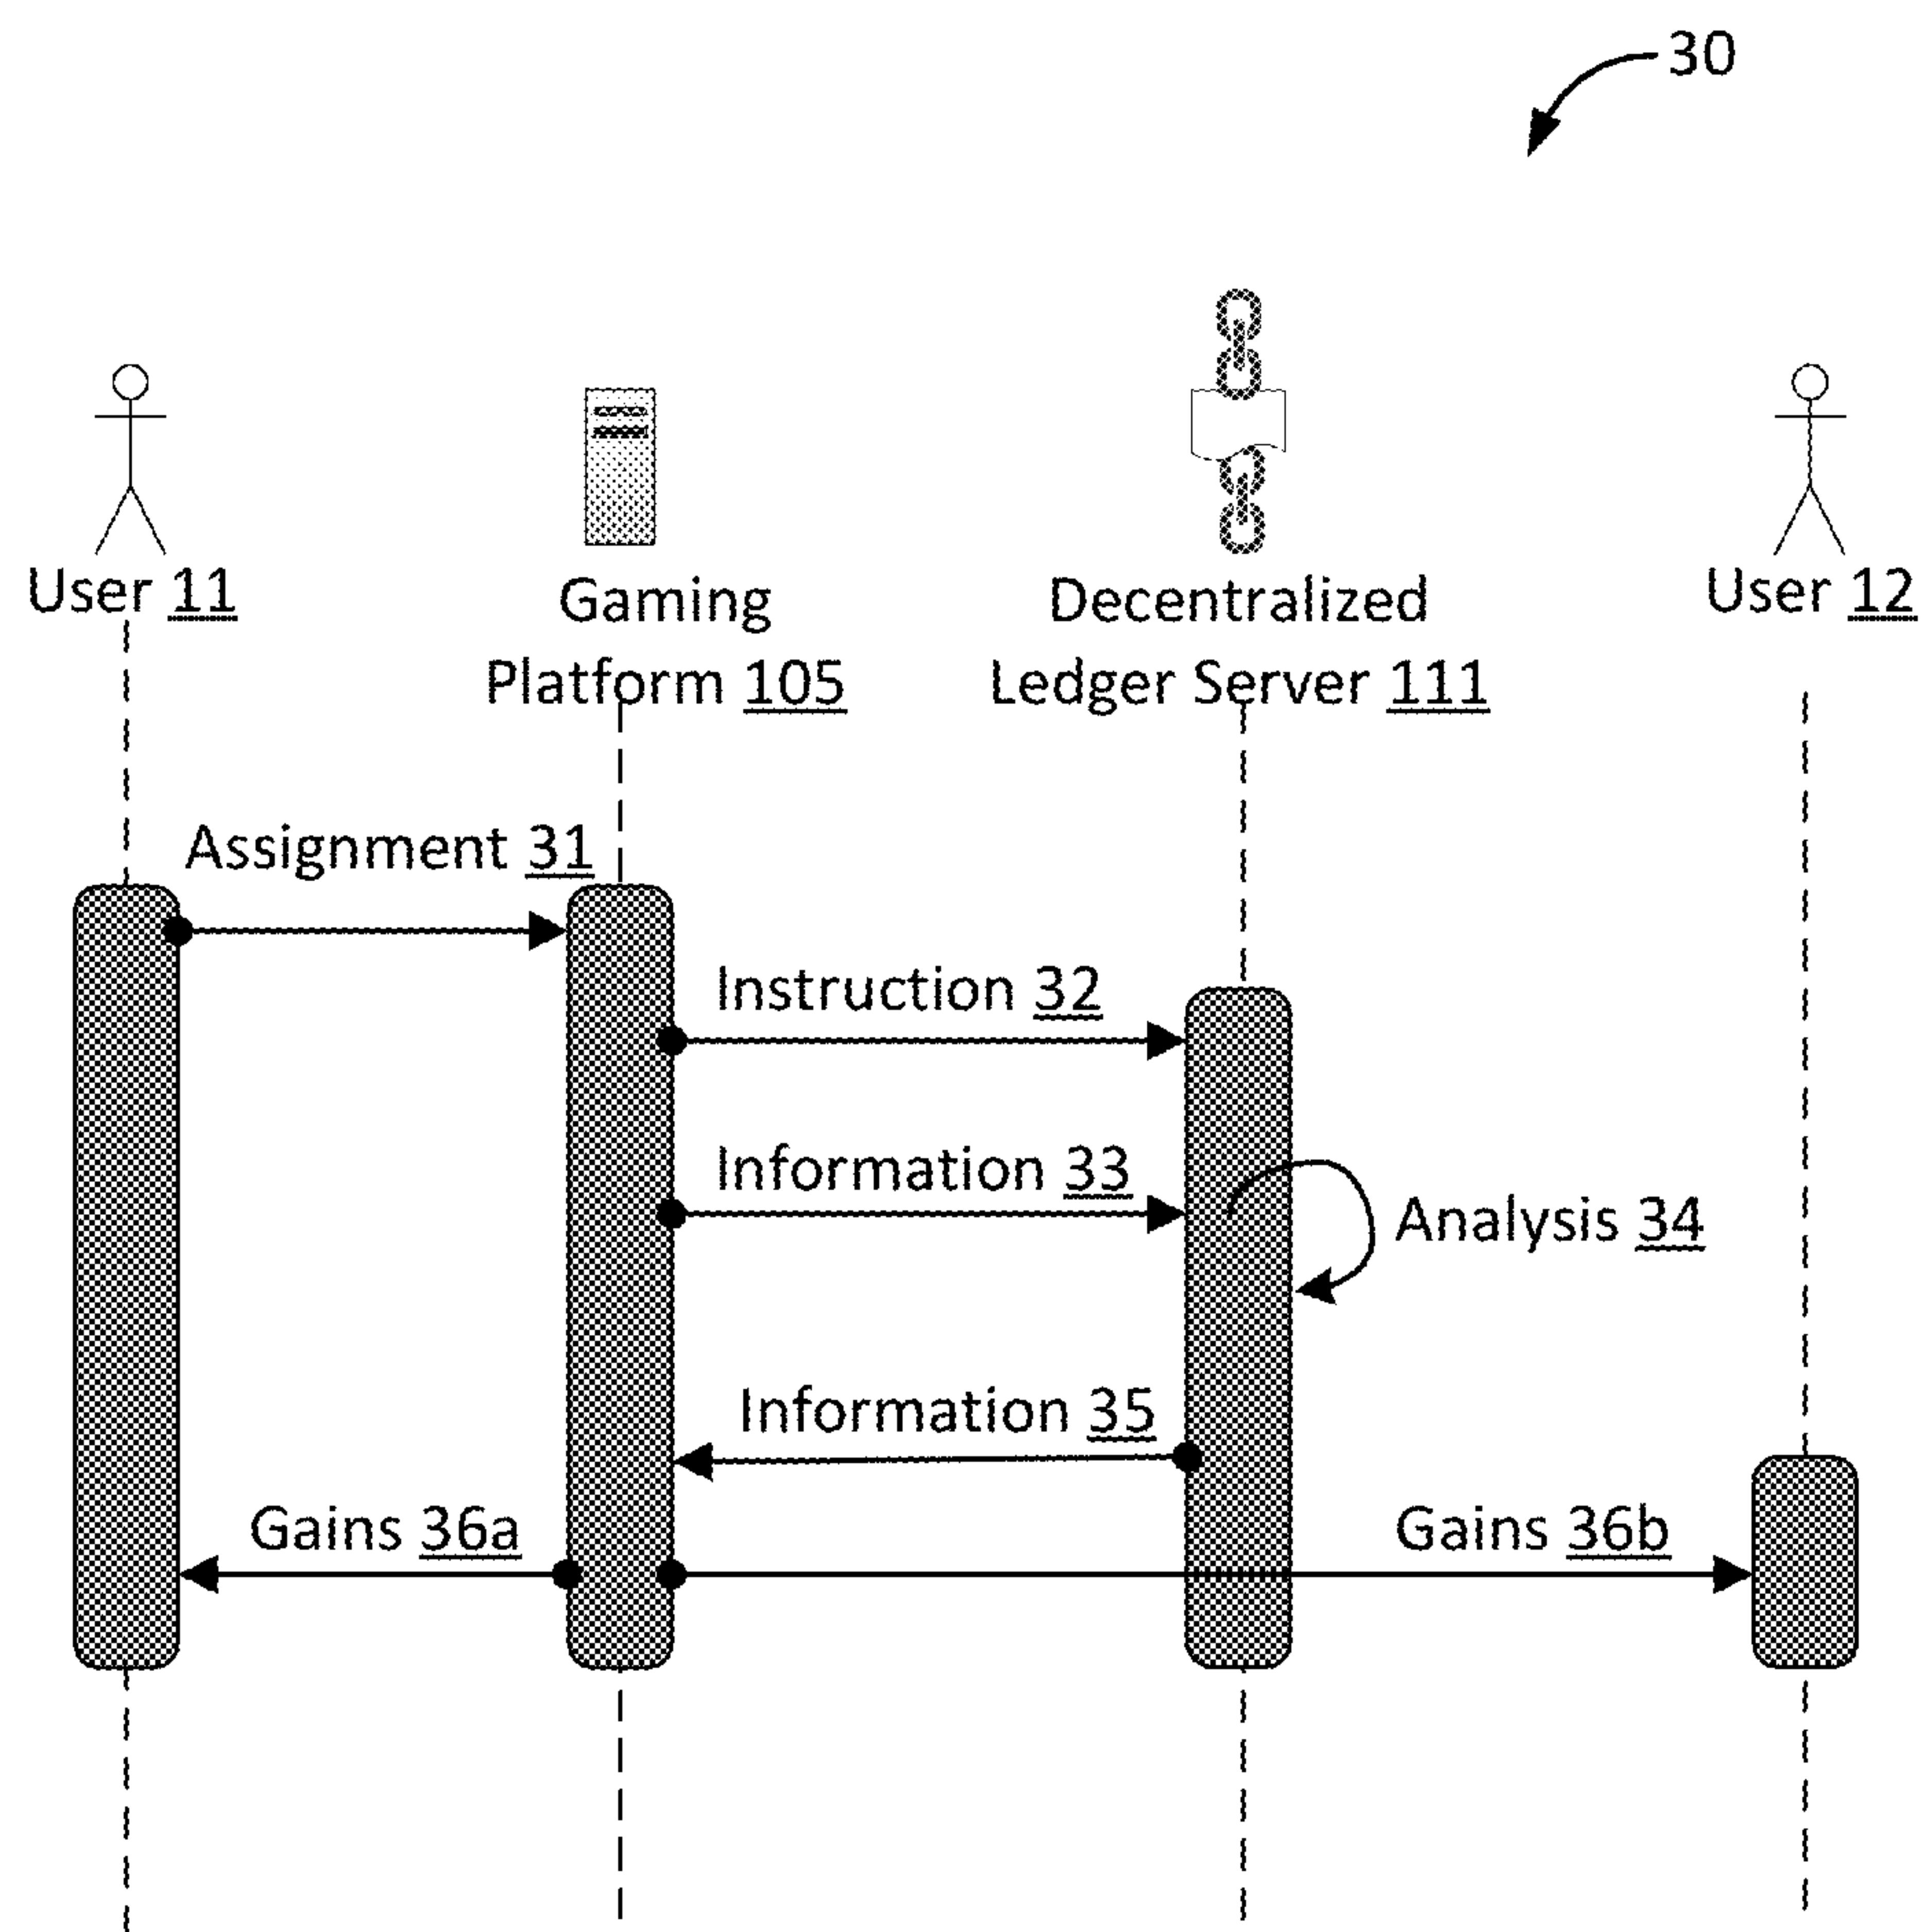 30
User 11
Gaming
Platform 105
Decentralized
Ledger Server 111
User 12
Assignment 31
Instruction 32
Information 33
Analysis 34
Information 35
Gains 36a
Gains 36b